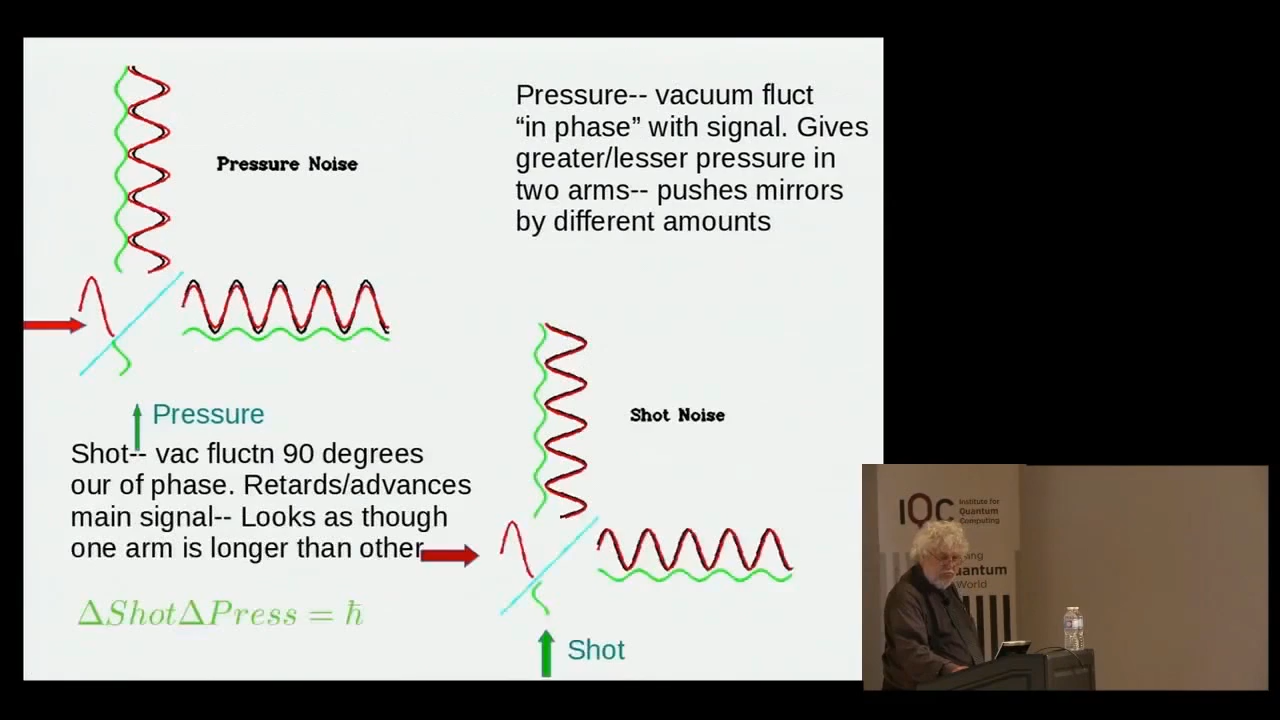 Pressure Noise
Pressure-- vacuum fluct
“in phase” with signal. Gives
greater/lesser pressure in
two arms-- pushes mirrors
by different amounts
Pressure
Shot-- vac fluctn 90 degrees
our of phase. Retards/advances
main signal-- Looks as though
one arm is longer than other
ΔShotΔPress = ħ
Shot Noise
Shot
IQC
Institute for
Quantum
Computing
World